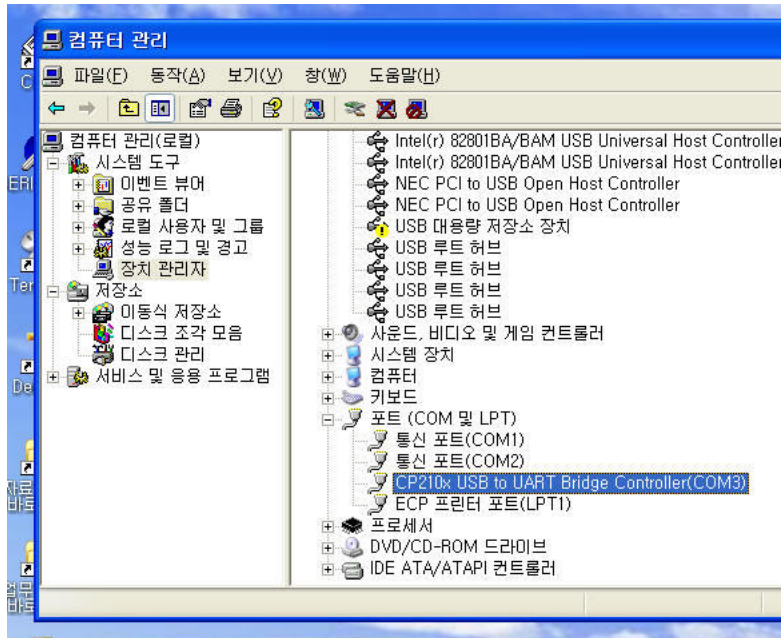 컴퓨터 관리
파일(F) 동작(A) 보기(V) 창(W) 도움말(H)
컴퓨터 관리(로컬)
시스템 도구
이벤트 뷰어
공유 폴더
로컬 사용자 및 그룹
성능 로그 및 경고
장치 관리자
저장소
이동식 저장소
디스크 조각 모음
디스크 관리
서비스 및 응용 프로그램
Intel(r) 82801BA/BAM USB Universal Host Controller
Intel(r) 82801BA/BAM USB Universal Host Controller
NEC PCI to USB Open Host Controller
NEC PCI to USB Open Host Controller
USB 대용량 저장소 장치
USB 루트 허브
USB 루트 허브
USB 루트 허브
USB 루트 허브
사운드, 비디오 및 게임 컨트롤러
시스템 장치
컴퓨터
키보드
포트 (COM 및 LPT)
통신 포트(COM1)
통신 포트(COM2)
CP210x USB to UART Bridge Controller(COM3)
ECP 프린터 포트(LPT1)
프로세서
DVD/CD-ROM 드라이브
IDE ATA/ATAPI 컨트롤러